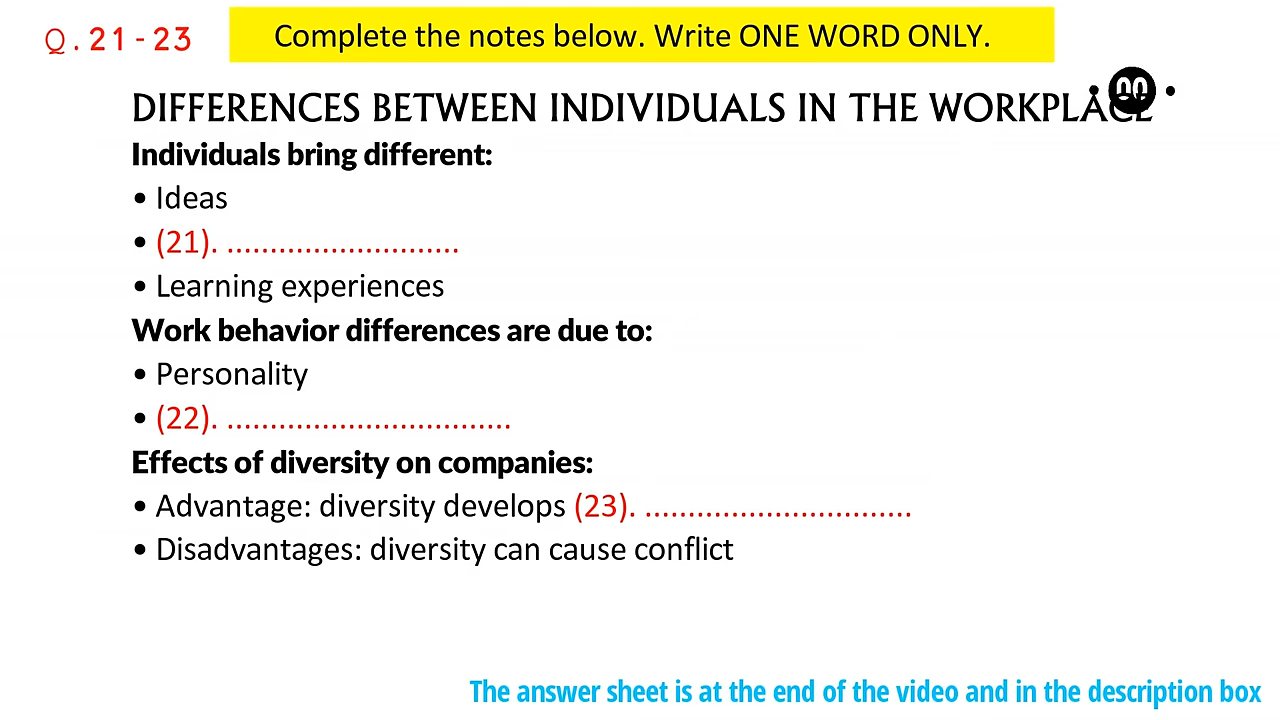 Q.21-23
Complete the notes below. Write ONE WORD ONLY.
DIFFERENCES BETWEEN INDIVIDUALS IN THE WORKPLACE
Individuals bring different:
• Ideas
• (21). ...........................
• Learning experiences
Work behavior differences are due to:
• Personality
• (22). .................................
Effects of diversity on companies:
• Advantage: diversity develops (23). ...............................
• Disadvantages: diversity can cause conflict
The answer sheet is at the end of the video and in the description box